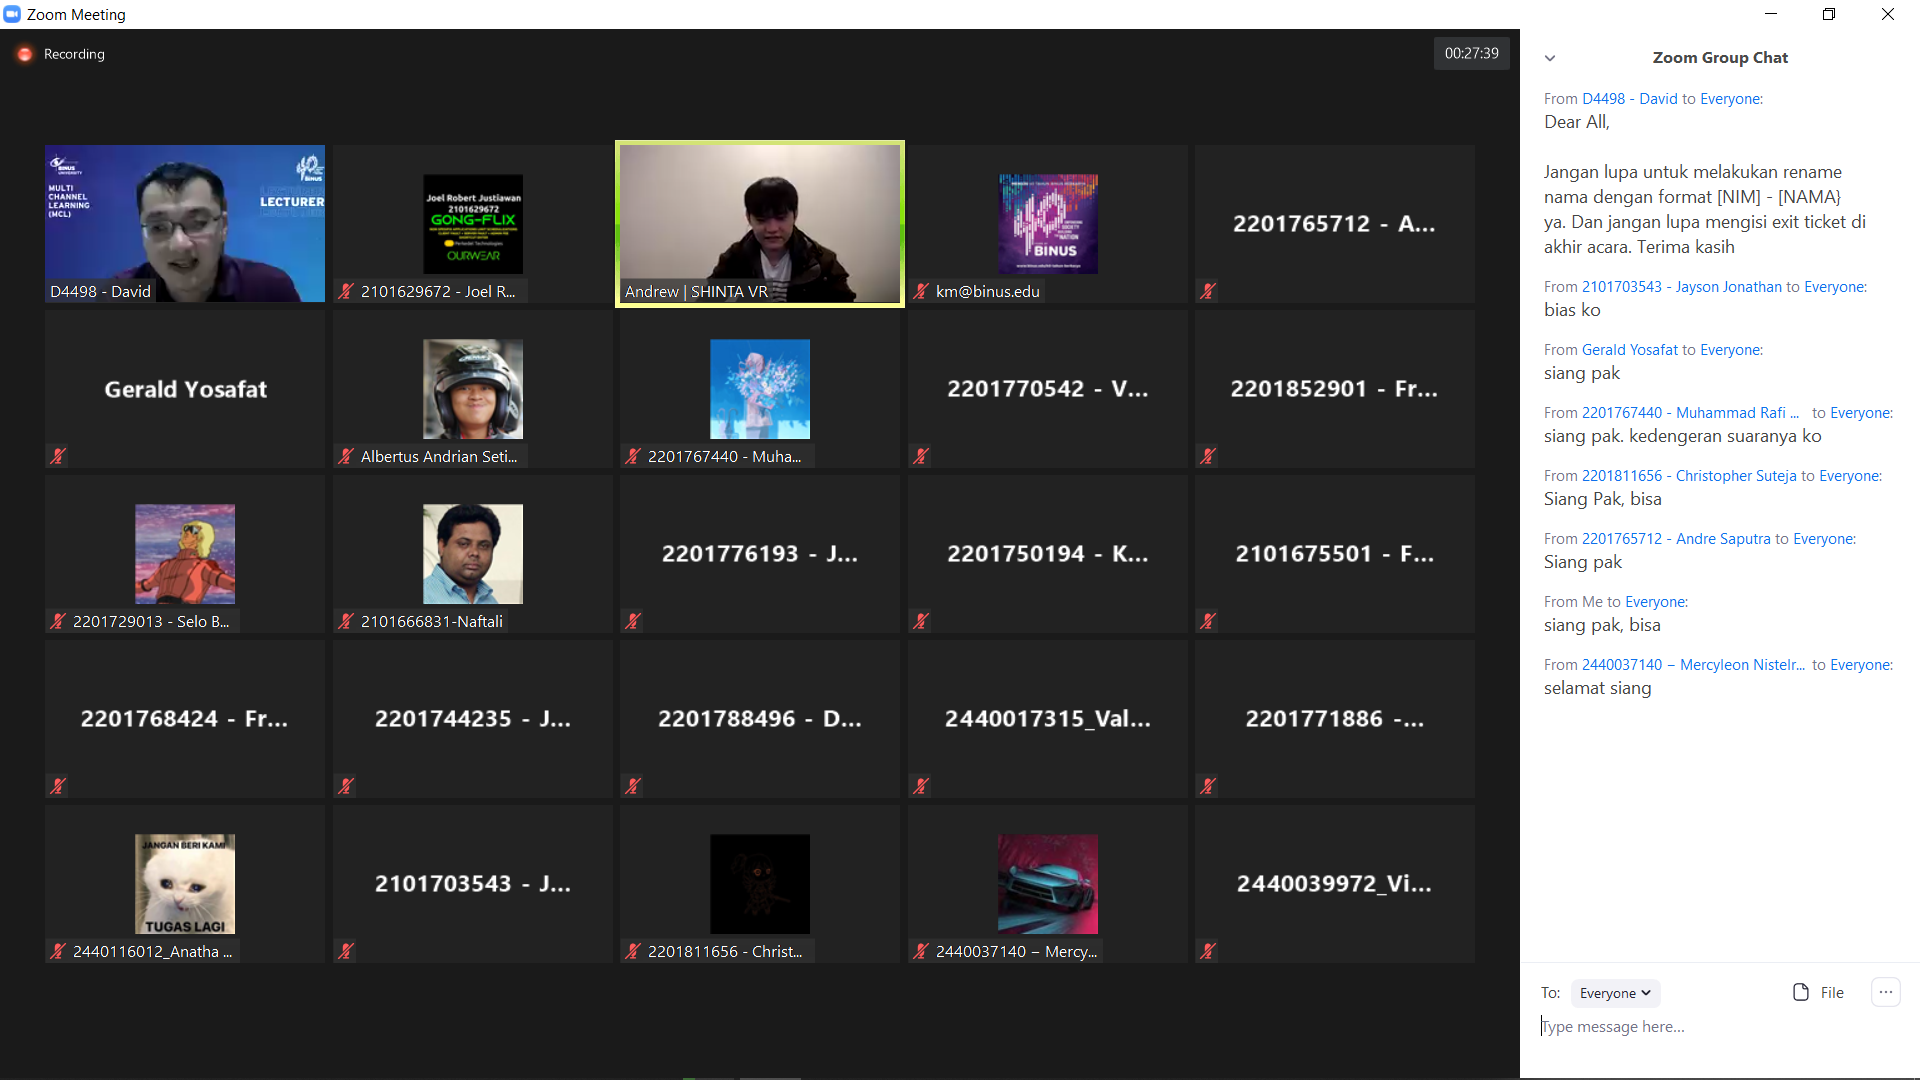 Zoom Meeting
Recording
00:27:39
BINUS
UNIVERSITY
MULTI
CHANNEL
LEARNING
(MCL)
BINUS
LECTURER
D4498 - David
Joel Robert Justiawan
2101629672
GONG-FLIX
OURWEAR
2101629672 - Joel R...
Andrew | SHINTA VR
40
BINUS
km@binus.edu
2201765712 - A...
Gerald Yosafat
Albertus Andrian Seti...
2201767440 - Muha...
2201770542 - V...
2201852901 - Fr...
2201729013 - Selo B...
2101666831-Naftali
2201776193 - J...
2201750194 - K...
2101675501 - F...
2201768424 - Fr...
2201744235 - J...
2201788496 - D...
2440017315_Val...
2201771886 -...
JANGAN BERI KAMI
TUGAS LAGI
2440116012_Anatha ...
2101703543 - J...
2201811656 - Christ...
2440037140 – Mercy...
2440039972_Vi...
Zoom Group Chat
From D4498 - David to Everyone:
Dear All,
Jangan lupa untuk melakukan rename
nama dengan format [NIM] - [NAMA}
ya. Dan jangan lupa mengisi exit ticket di
akhir acara. Terima kasih
From 2101703543 - Jayson Jonathan to Everyone:
bias ko
From Gerald Yosafat to Everyone:
siang pak
From 2201767440 - Muhammad Rafi ... to Everyone:
siang pak. kedengeran suaranya ko
From 2201811656 - Christopher Suteja to Everyone:
Siang Pak, bisa
From 2201765712 - Andre Saputra to Everyone:
Siang pak
From Me to Everyone:
siang pak, bisa
From 2440037140 – Mercyleon Nistelr... to Everyone:
selamat siang
To: Everyone
File
Type message here...